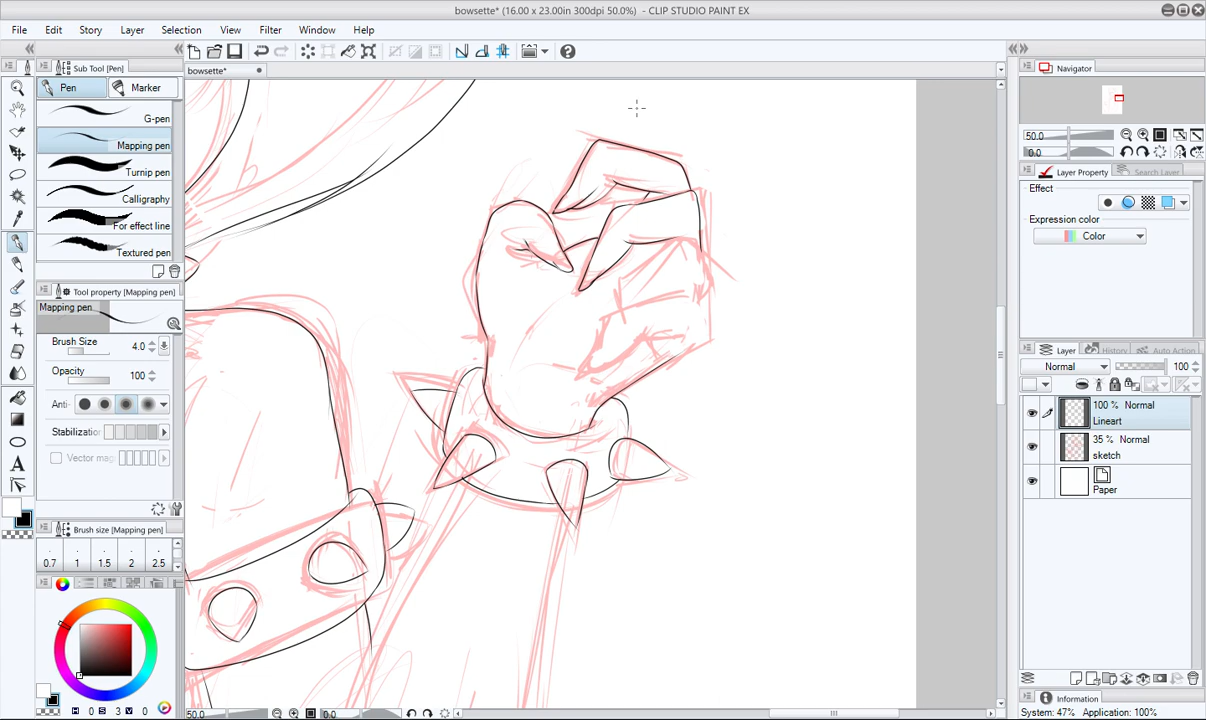 bowsette* (16.00 x 23.00in 300dpi 50.0%) - CLIP STUDIO PAINT EX
File Edit Story Layer Selection View Filter Window Help
Sub Tool [Pen]
bowsette*
Navigator
Pen Marker
G-pen
Mapping pen
Turnip pen
Calligraphy
For effect line
Textured pen
Tool property [Mapping pen]
Mapping pen
Brush Size 4.0
Opacity 100
Anti-
Stabilization
Vector mag
Brush size [Mapping pen]
0.7 1 1.5 2 2.5
H 0 S 3 V 0
50.0 0.0
50.0
0.0
Layer Property Search Layer
Effect
Expression color
Color
Layer History Auto Action
Normal 100
100 % Normal
Lineart
35 % Normal
sketch
Paper
Information
System: 47% Application: 100%